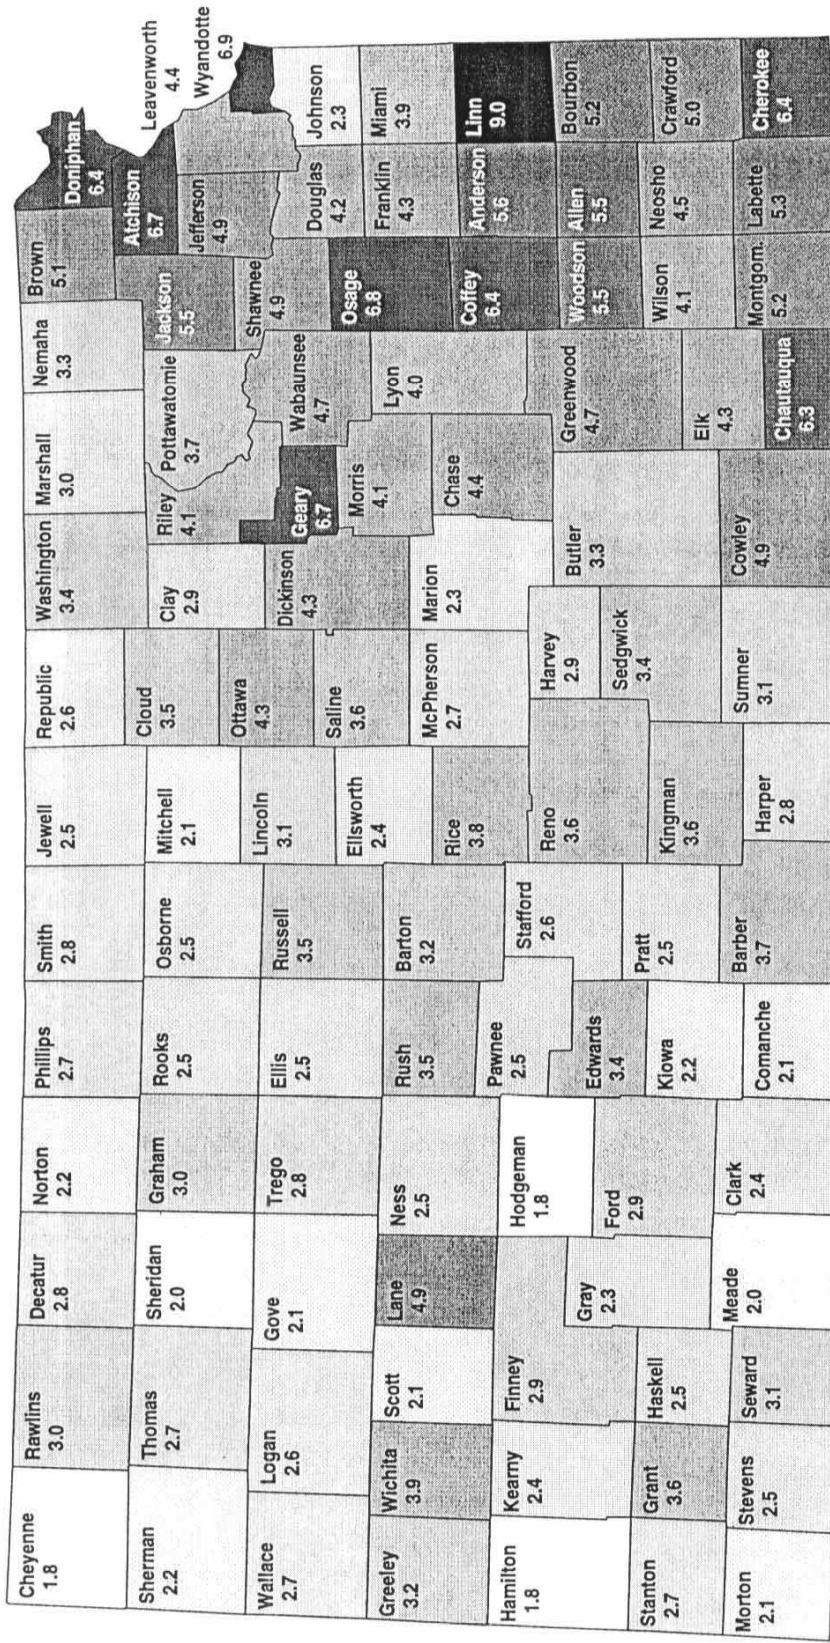 Cheyenne
1.8
Rawlins
3.0
Decatur
2.8
Norton
2.2
Phillips
2.7
Smith
2.8
Jewell
2.5
Republic
2.6
Washington
3.4
Marshall
3.0
Nemaha
3.3
Brown
5.1
Doniphan
6.4
Sherman
2.2
Thomas
2.7
Sheridan
2.0
Graham
3.0
Rooks
2.5
Osborne
2.5
Mitchell
2.1
Cloud
3.5
Clay
2.9
Riley
4.1
Pottawatomie
3.7
Jackson
5.5
Atchison
6.7
Leavenworth
4.4
Wyandotte
6.9
Jefferson
4.9
Wallace
2.7
Logan
2.6
Gove
2.1
Trego
2.8
Ellis
2.5
Russell
3.5
Lincoln
3.1
Ottawa
4.3
Saline
3.6
Dickinson
4.3
Geary
6.7
Wabaunsee
4.7
Shawnee
4.9
Douglas
4.2
Johnson
2.3
Greeley
3.2
Wichita
3.9
Scott
2.1
Lane
4.9
Ness
2.5
Rush
3.5
Barton
3.2
Ellsworth
2.4
Rice
3.8
McPherson
2.7
Marion
2.3
Morris
4.1
Chase
4.4
Lyon
4.0
Osage
6.8
Franklin
4.3
Miami
3.9
Coffey
6.4
Anderson
5.6
Linn
9.0
Hamilton
1.8
Kearny
2.4
Finney
2.9
Gray
2.3
Hodgeman
1.8
Ford
2.9
Pawnee
2.5
Edwards
3.4
Stafford
2.6
Reno
3.6
Harvey
2.9
Sedgwick
3.4
Butler
3.3
Greenwood
4.7
Woodson
5.5
Allen
5.5
Bourbon
5.2
Stanton
2.7
Grant
3.6
Haskell
2.5
Kiowa
2.2
Pratt
2.5
Kingman
3.6
Elk
4.3
Wilson
4.1
Neosho
4.5
Crawford
5.0
Morton
2.1
Stevens
2.5
Seward
3.1
Meade
2.0
Clark
2.4
Comanche
2.1
Barber
3.7
Harper
2.8
Sumner
3.1
Cowley
4.9
Chautauqua
6.3
Montgom.
5.2
Labette
5.3
Cherokee
6.4